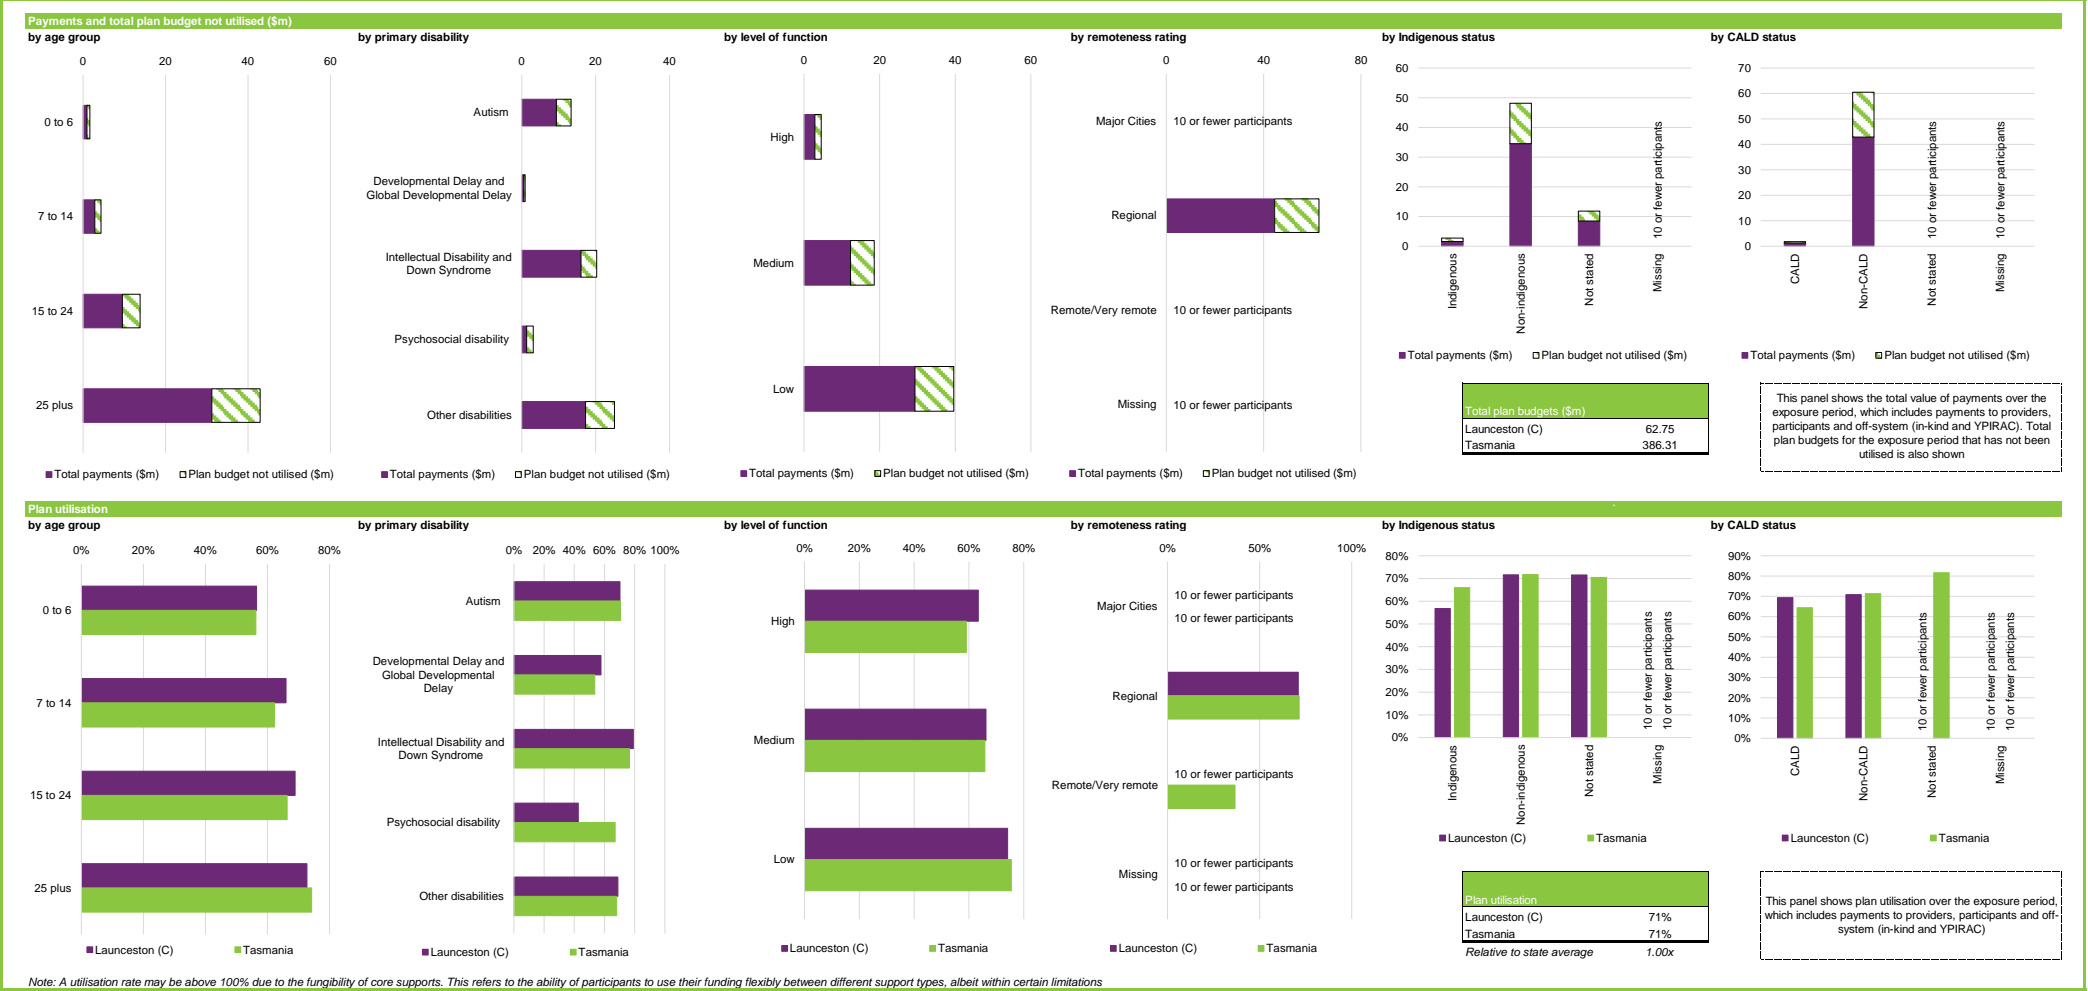 Payments and total plan budget not utilised ($m)
by age group
0 20 40 60
0 to 6
7 to 14
15 to 24
25 plus
Total payments ($m) Plan budget not utilised ($m)
by primary disability
0 20 40
Autism
Developmental Delay and
Global Developmental Delay
Intellectual Disability and
Down Syndrome
Psychosocial disability
Other disabilities
Total payments ($m) Plan budget not utilised ($m)
by level of function
0 20 40 60
High
Medium
Low
Total payments ($m) Plan budget not utilised ($m)
by remoteness rating
0 40 80
Major Cities 10 or fewer participants
Regional
Remote/Very remote 10 or fewer participants
Missing 10 or fewer participants
Total payments ($m) Plan budget not utilised ($m)
by Indigenous status
60
50
40
30
20
10
0
10 or fewer participants
Indigenous
Non-indigenous
Not stated
Missing
Total payments ($m) Plan budget not utilised ($m)
by CALD status
70
60
50
40
30
20
10
0
10 or fewer participants
10 or fewer participants
CALD
Non-CALD
Not stated
Missing
Total payments ($m) Plan budget not utilised ($m)
Total plan budgets ($m)
Launceston (C) 62.75
Tasmania 386.31
This panel shows the total value of payments over the
exposure period, which includes payments to providers,
participants and off-system (in-kind and YPIRAC). Total
plan budgets for the exposure period that has not been
utilised is also shown
Plan utilisation
by age group
0% 20% 40% 60% 80%
0 to 6
7 to 14
15 to 24
25 plus
Launceston (C) Tasmania
by primary disability
0% 20% 40% 60% 80% 100%
Autism
Developmental Delay and
Global Developmental
Delay
Intellectual Disability and
Down Syndrome
Psychosocial disability
Other disabilities
Launceston (C) Tasmania
by level of function
0% 20% 40% 60% 80%
High
Medium
Low
Launceston (C) Tasmania
by remoteness rating
0% 50% 100%
Major Cities
10 or fewer participants
10 or fewer participants
Regional
Remote/Very remote
10 or fewer participants
Missing
10 or fewer participants
10 or fewer participants
Launceston (C) Tasmania
by Indigenous status
80%
70%
60%
50%
40%
30%
20%
10%
0%
10 or fewer participants
10 or fewer participants
Indigenous
Non-indigenous
Not stated
Missing
Launceston (C) Tasmania
by CALD status
90%
80%
70%
60%
50%
40%
30%
20%
10%
0%
10 or fewer participants
10 or fewer participants
10 or fewer participants
CALD
Non-CALD
Not stated
Missing
Launceston (C) Tasmania
Plan utilisation
Launceston (C) 71%
Tasmania 71%
Relative to state average 1.00x
This panel shows plan utilisation over the exposure period,
which includes payments to providers, participants and off-
system (in-kind and YPIRAC)
Note: A utilisation rate may be above 100% due to the fungibility of core supports. This refers to the ability of participants to use their funding flexibly between different support types, albeit within certain limitations